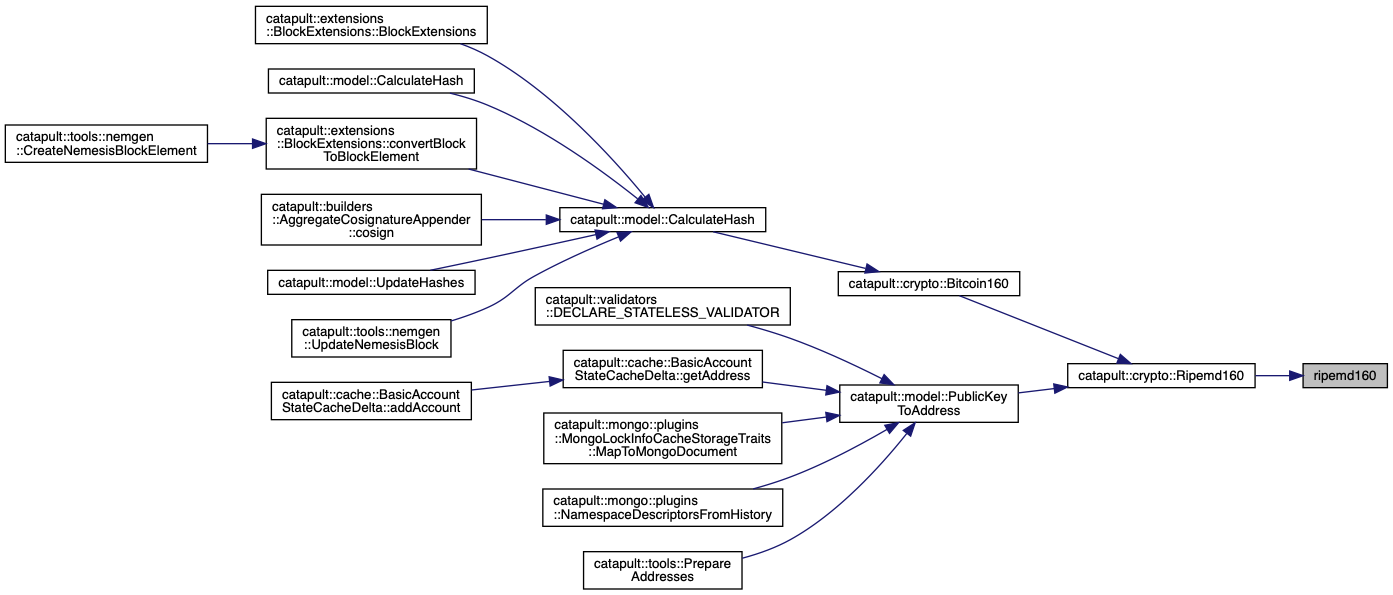 catapult::extensions
::BlockExtensions::BlockExtensions
catapult::model::CalculateHash
catapult::tools::nemgen
::CreateNemesisBlockElement
catapult::extensions
::BlockExtensions::convertBlock
ToBlockElement
catapult::builders
::AggregateCosignatureAppender
::cosign
catapult::model::CalculateHash
catapult::model::UpdateHashes
catapult::crypto::Bitcoin160
catapult::validators
::DECLARE_STATELESS_VALIDATOR
catapult::tools::nemgen
::UpdateNemesisBlock
catapult::cache::BasicAccount
StateCacheDelta::getAddress
catapult::crypto::Ripemd160
ripemd160
catapult::cache::BasicAccount
StateCacheDelta::addAccount
catapult::model::PublicKey
ToAddress
catapult::mongo::plugins
::MongoLockInfoCacheStorageTraits
::MapToMongoDocument
catapult::mongo::plugins
::NamespaceDescriptorsFromHistory
catapult::tools::Prepare
Addresses